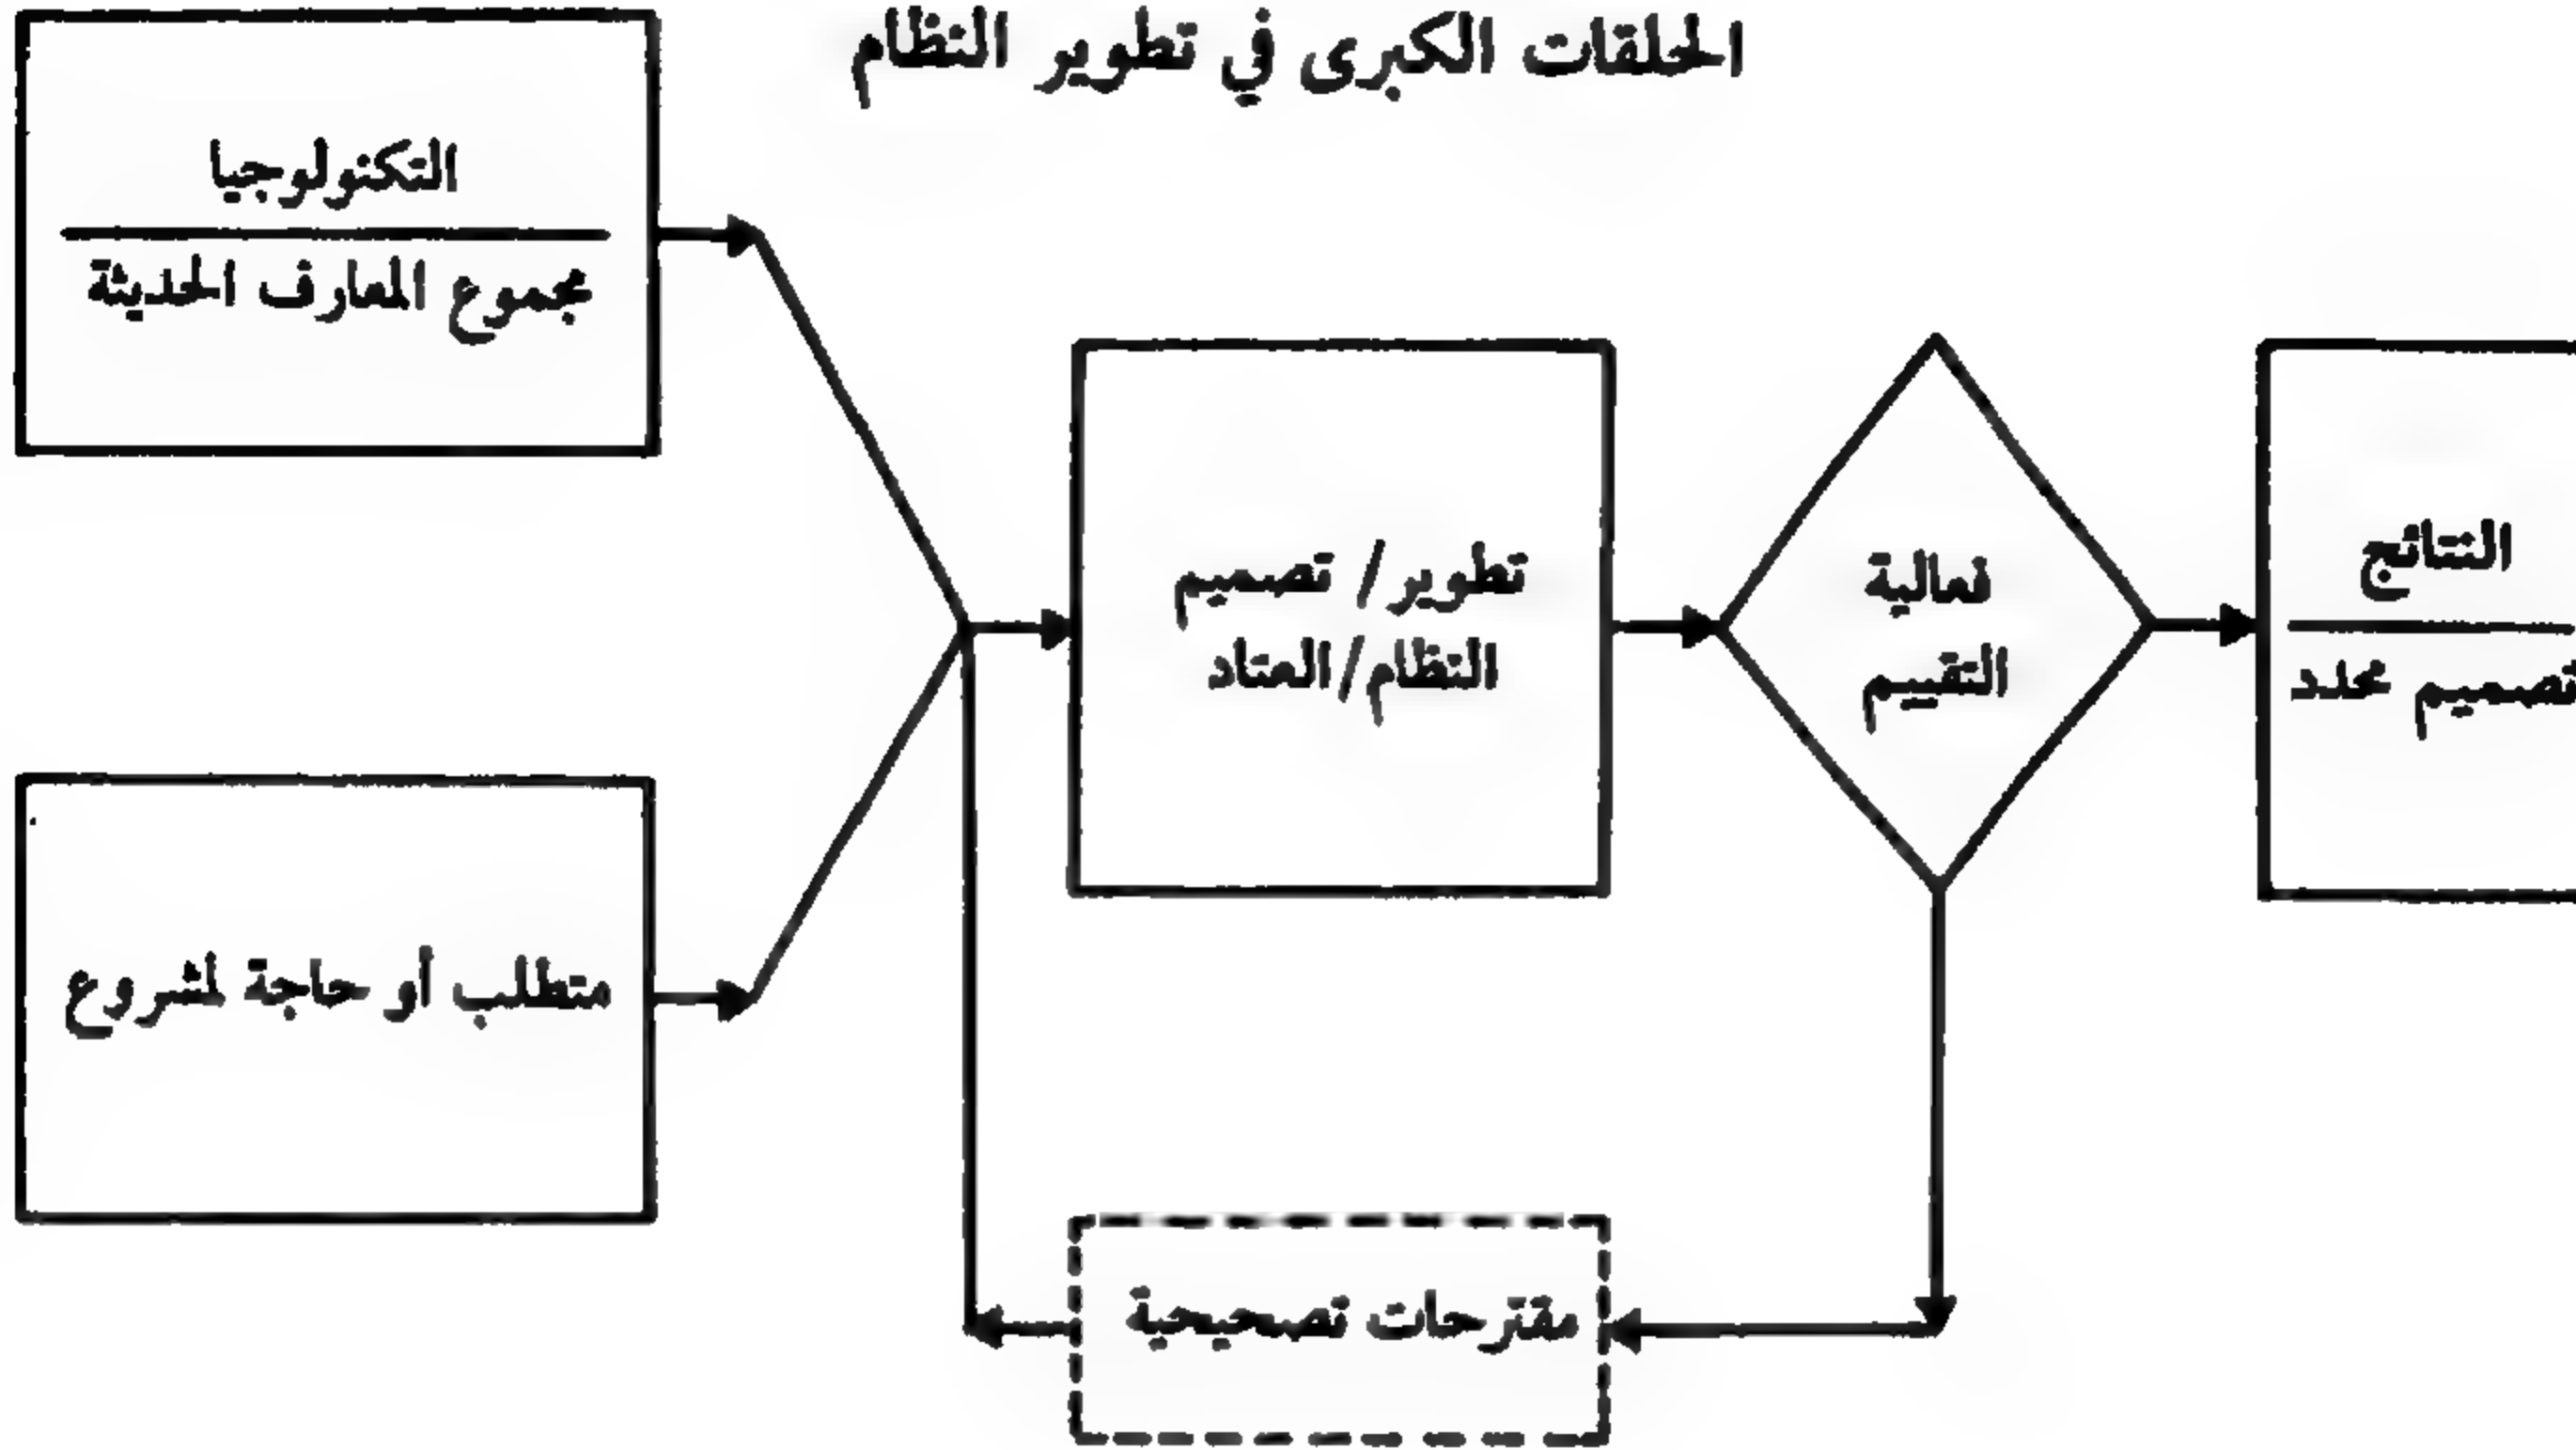 الحلقات الكبرى في تطوير النظام
التكنولوجيا
مجموع المعارف الحديثة
متطلب أو حاجة لمشروع
تطوير / تصميم
النظام/العتاد
فعالية
التقييم
النتائج
تصميم محدد
مقترحات تصحيحية